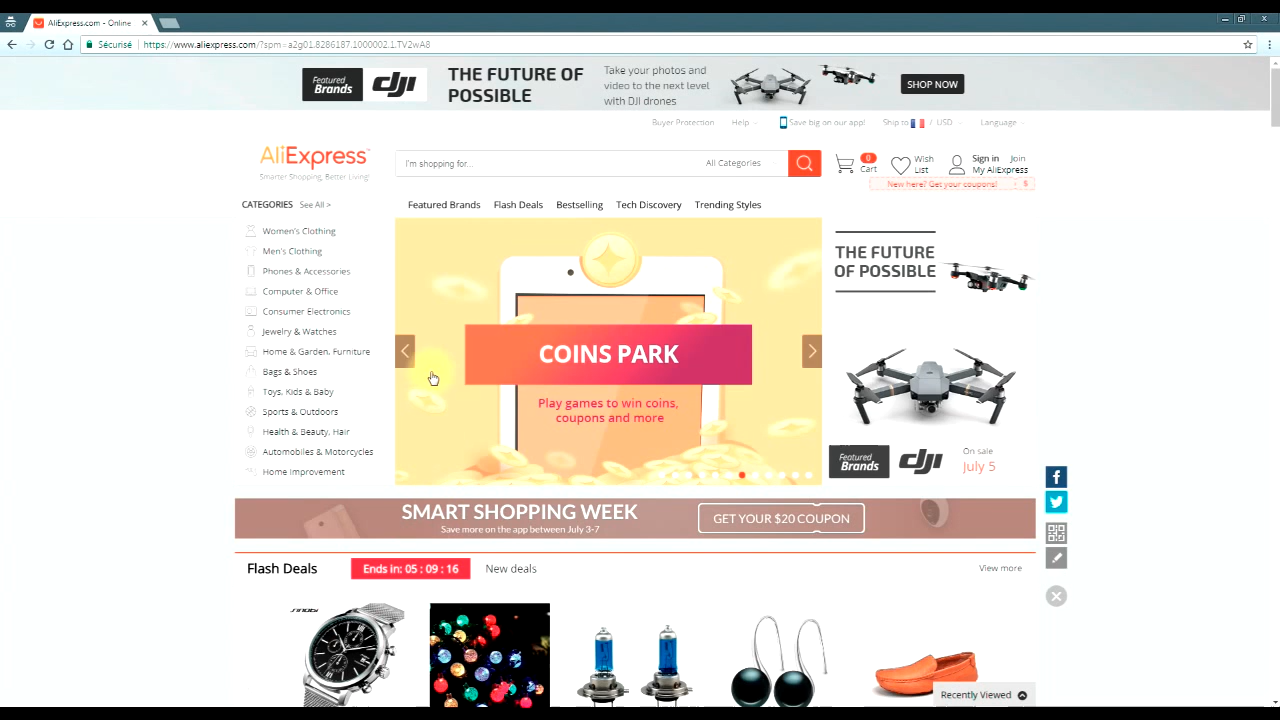 AliExpress.com - Online
Sécurisé
https://www.aliexpress.com/?spm=a2g01.8286187.1000002.1.TV2wA8
Featured
Brands
dji
THE FUTURE OF
POSSIBLE
Take your photos and
video to the next level
with DJI drones
SHOP NOW
Buyer Protection
Help
Save big on our app!
Ship to / USD
Language
AliExpress™
Smarter Shopping, Better Living!
I'm shopping for...
All Categories
0
Cart
Wish
List
Sign in Join
My AliExpress
New here? Get your coupons! $
CATEGORIES See All >
Featured Brands Flash Deals Bestselling Tech Discovery Trending Styles
Women's Clothing
Men's Clothing
Phones & Accessories
Computer & Office
Consumer Electronics
Jewelry & Watches
Home & Garden, Furniture
Bags & Shoes
Toys, Kids & Baby
Sports & Outdoors
Health & Beauty, Hair
Automobiles & Motorcycles
Home Improvement
COINS PARK
Play games to win coins,
coupons and more
THE FUTURE
OF POSSIBLE
Featured
Brands
dji
On sale
July 5
SMART SHOPPING WEEK
Save more on the app between July 3-7
GET YOUR $20 COUPON
Flash Deals
Ends in: 05 : 09 : 16
New deals
View more
SINOBI
Recently Viewed